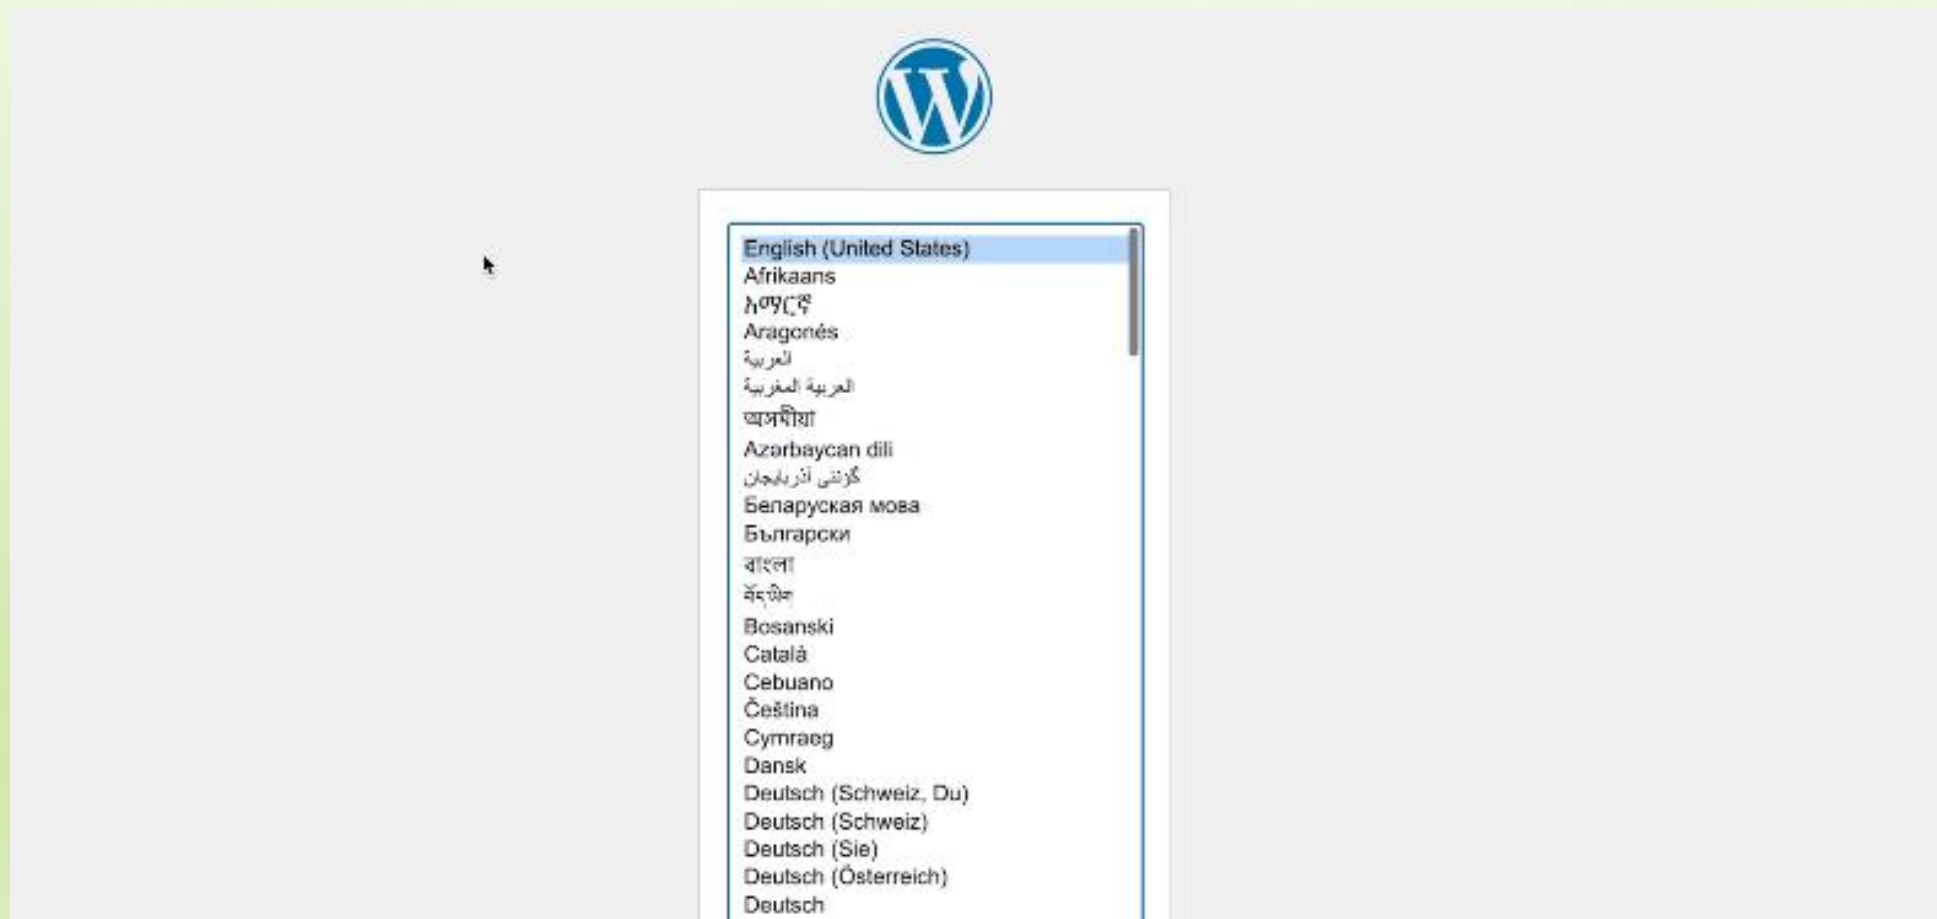 English (United States)
Afrikaans
አማርኛ
Aragonés
العربية
العربية المغربية
অসমীয়া
Azərbaycan dili
گؤنئی آذربایجان
Беларуская мова
Български
বাংলা
བོད་ཡིག
Bosanski
Català
Cebuano
Čeština
Cymraeg
Dansk
Deutsch (Schweiz, Du)
Deutsch (Schweiz)
Deutsch (Sie)
Deutsch (Österreich)
Deutsch